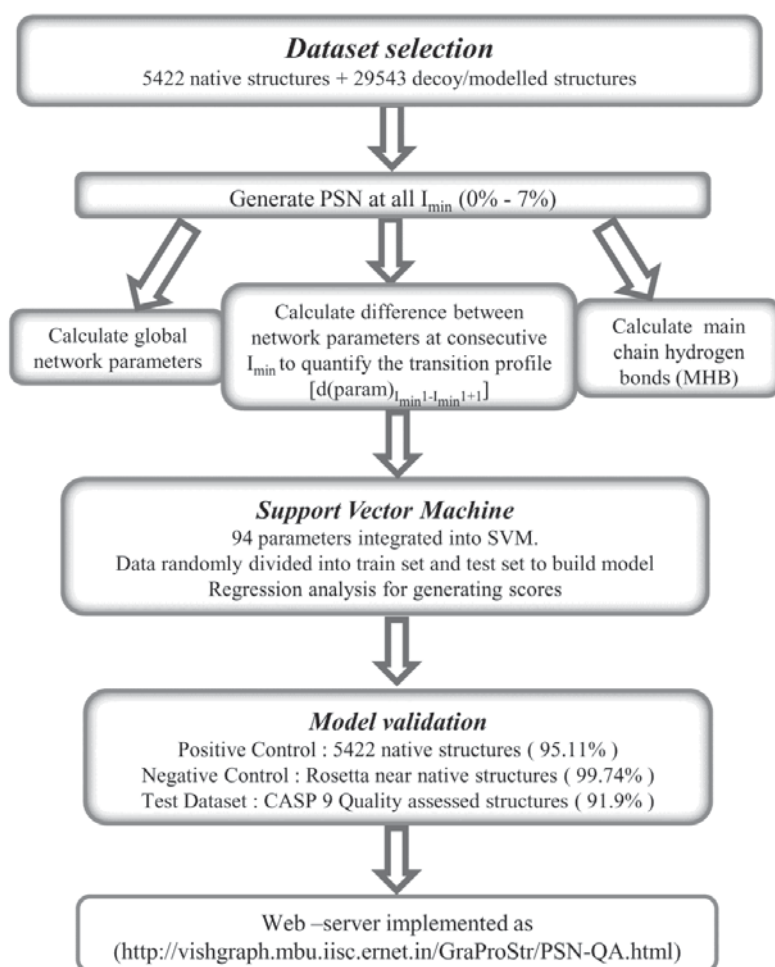 Dataset selection
5422 native structures + 29543 decoy/modelled structures
Generate PSN at all Imin (0% - 7%)
Calculate global
network parameters
Calculate difference between
network parameters at consecutive
Imin to quantify the transition profile
[d(param)Imin1-Imin1+1]
Calculate main
chain hydrogen
bonds (MHB)
Support Vector Machine
94 parameters integrated into SVM.
Data randomly divided into train set and test set to build model
Regression analysis for generating scores
Model validation
Positive Control : 5422 native structures ( 95.11%)
Negative Control : Rosetta near native structures ( 99.74%)
Test Dataset : CASP 9 Quality assessed structures ( 91.9% )
Web –server implemented as
(http://vishgraph.mbu.iisc.ernet.in/GraProStr/PSN-QA.html)